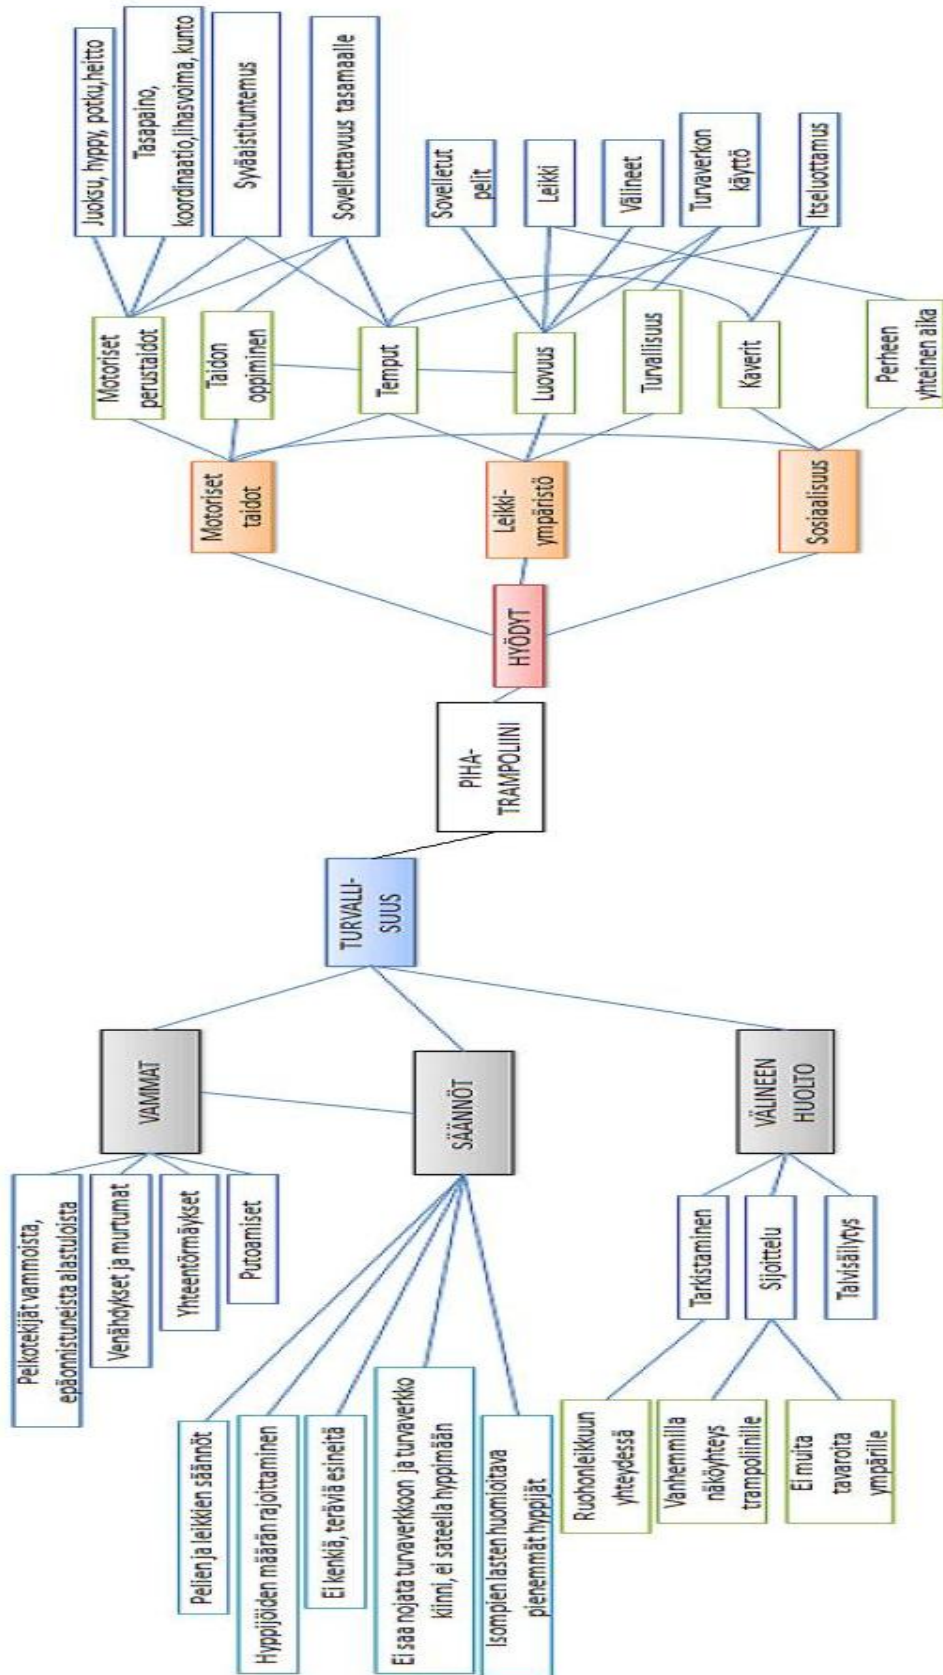 PIHA-
TRAMPOLIINI
TURVALLI-
SUUS
VAMMAT
Pelkotekijät vammoista,
epäonnistuneista alastuloista
Venähdykset ja murtumat
Yhteentörmäykset
Putoamiset
SÄÄNNÖT
Pelien ja leikkien säännöt
Hyppijöiden määrän rajoittaminen
Ei kenkiä, teräviä esineitä
Ei saa nojata turvaverkkoon ja turvaverkko
kiinni, ei sateella hyppimään
Isompien lasten huomioitava
pienemmät hyppijät
VÄLINEEN
HUOLTO
Tarkistaminen
Sijoittelu
Talvisäilytys
Ruohonleikkuun
yhteydessä
Vanhemmilla
näköyhteys
trampoliinille
Ei muita
tavaroita
ympärille
HYÖDYT
Motoriset
taidot
Leikki-
ympäristö
Sosiaalisuus
Motoriset
perustaidot
Taidon
oppiminen
Temput
Luovuus
Turvallisuus
Kaverit
Perheen
yhteinen aika
Juoksu, hyppy, potku,heitto
Tasapaino,
koordinaatio,lihasvoima, kunto
Syväaistituntemus
Sovellettavuus tasamaalle
Sovelletut
pelit
Leikki
Välineet
Turvaverkon
käyttö
Itseluottamus